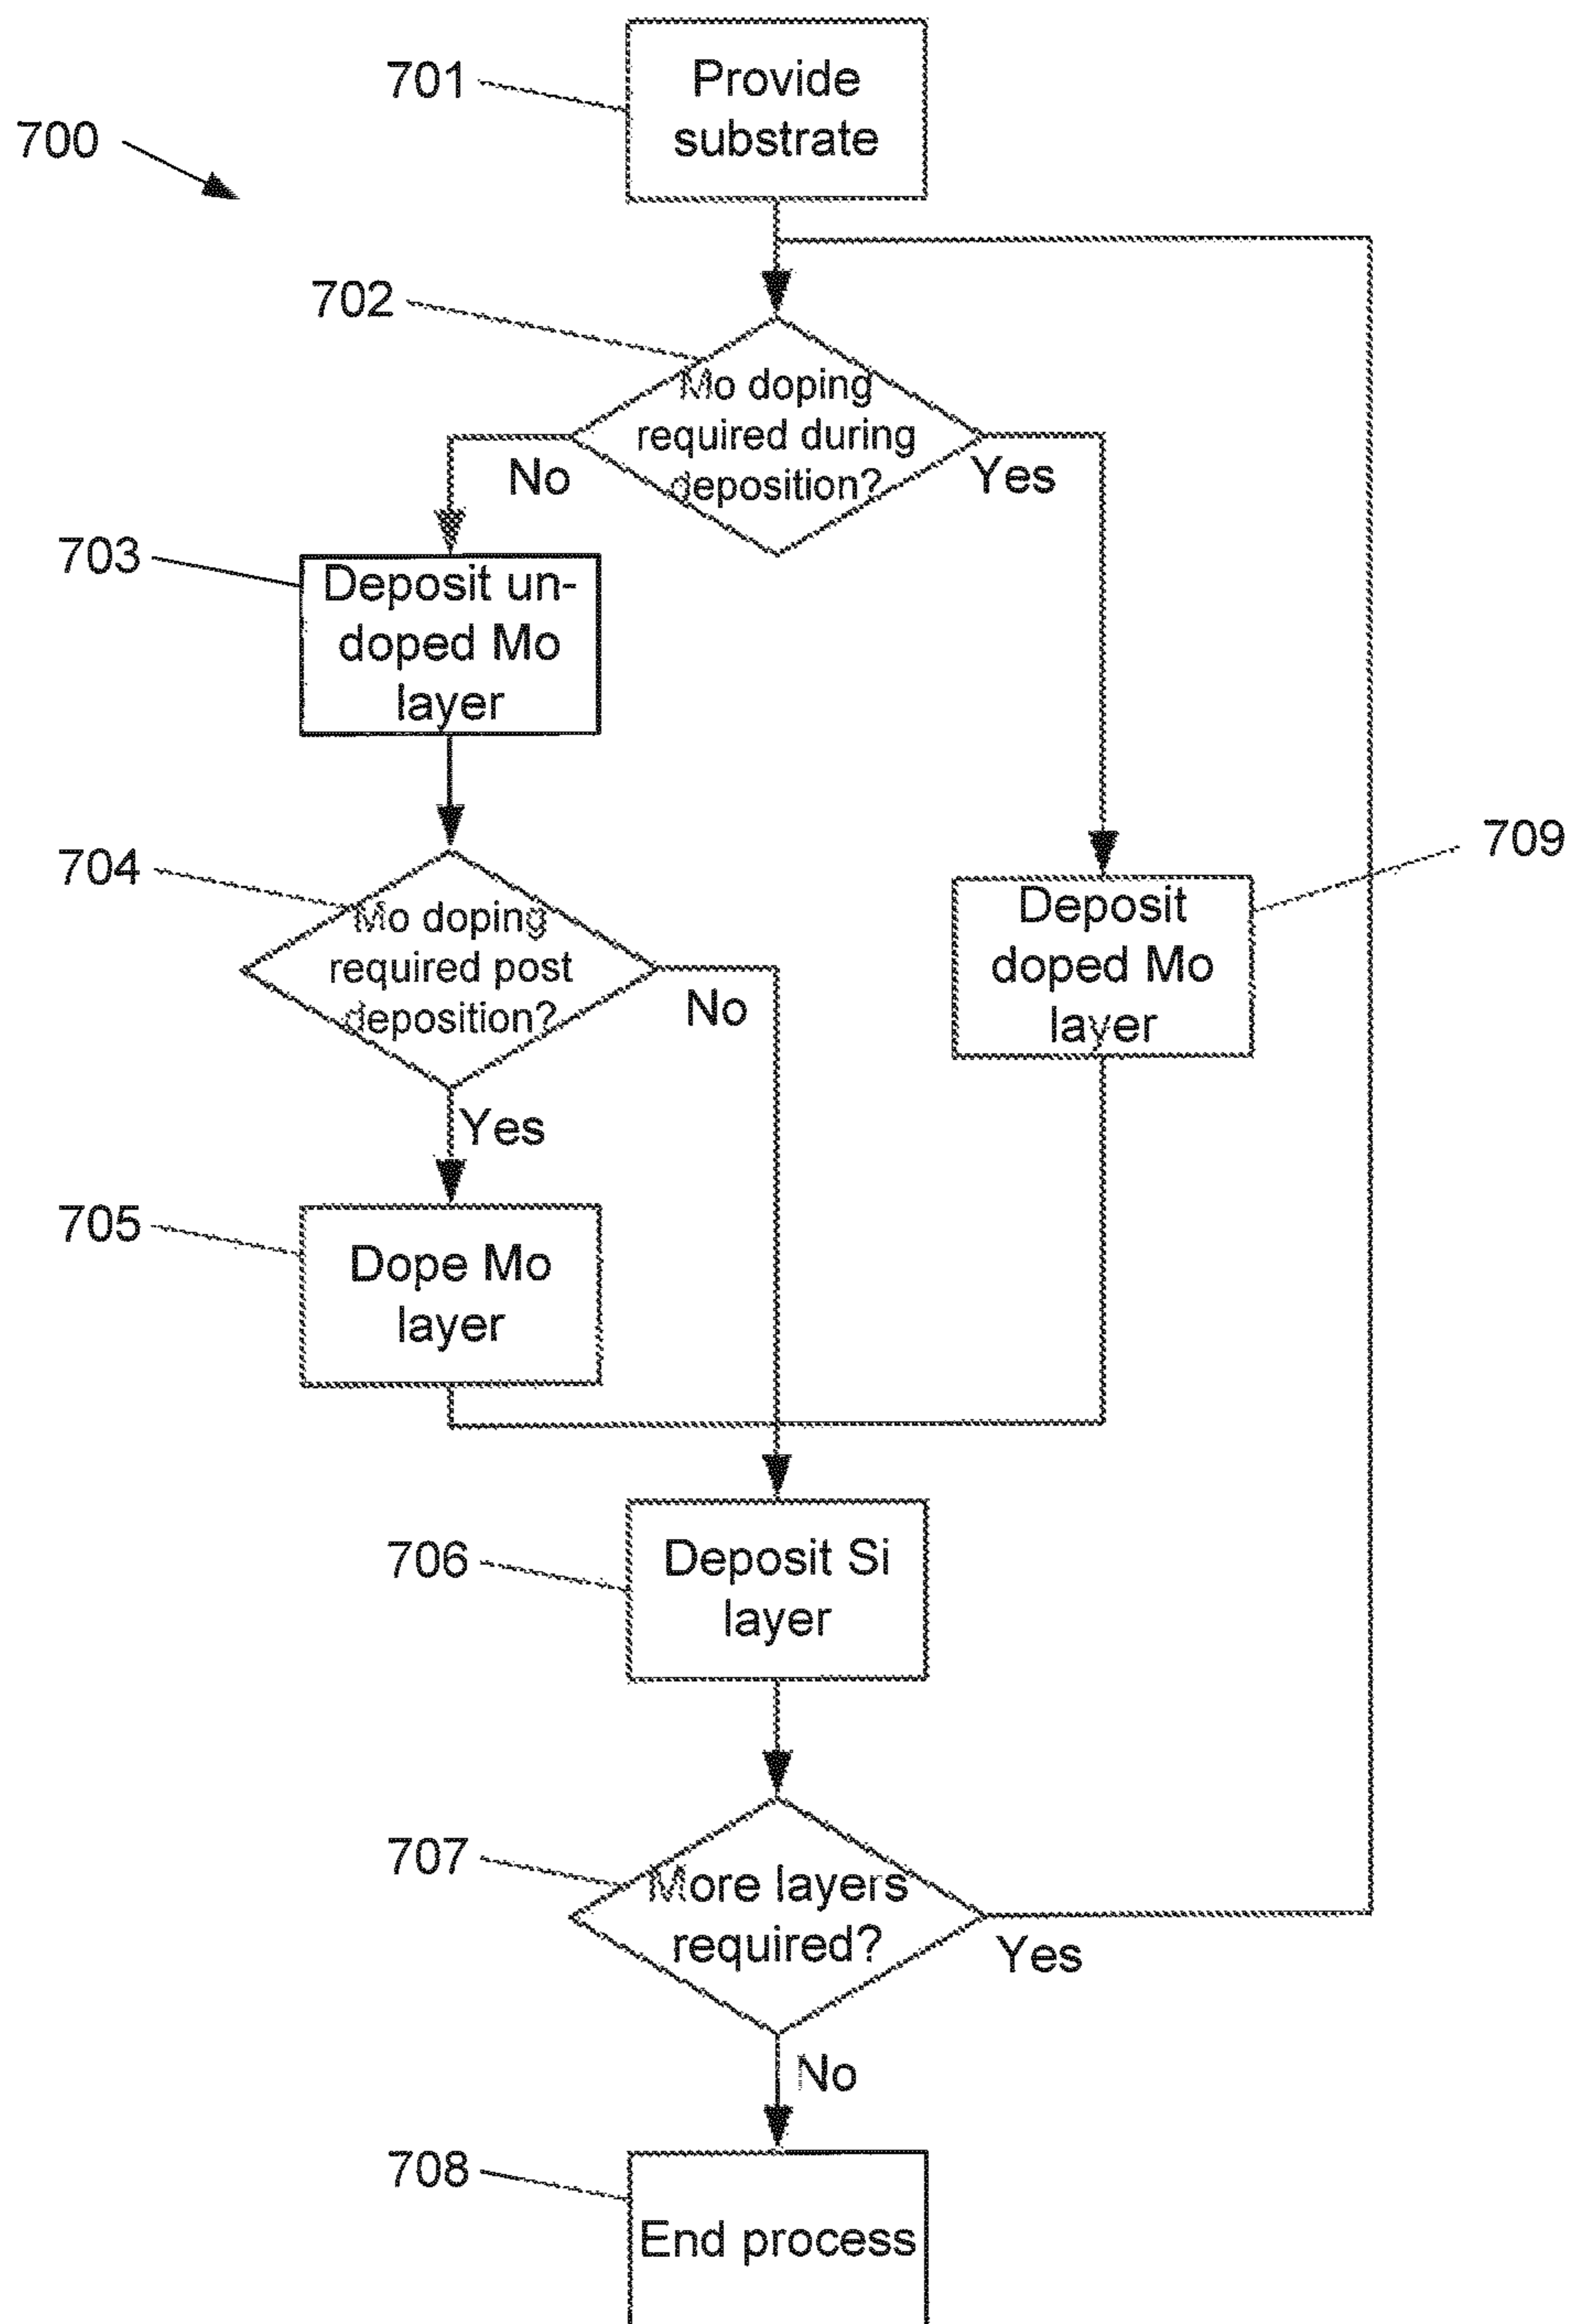 701
Provide
substrate
700
702
Mo doping
required during
deposition?
No
Yes
703
Deposit un-
doped Mo
layer
704
Mo doping
required post
deposition?
No
709
Deposit
doped Mo
layer
Yes
705
Dope Mo
layer
706
Deposit Si
layer
707
More layers
required?
Yes
No
708
End process